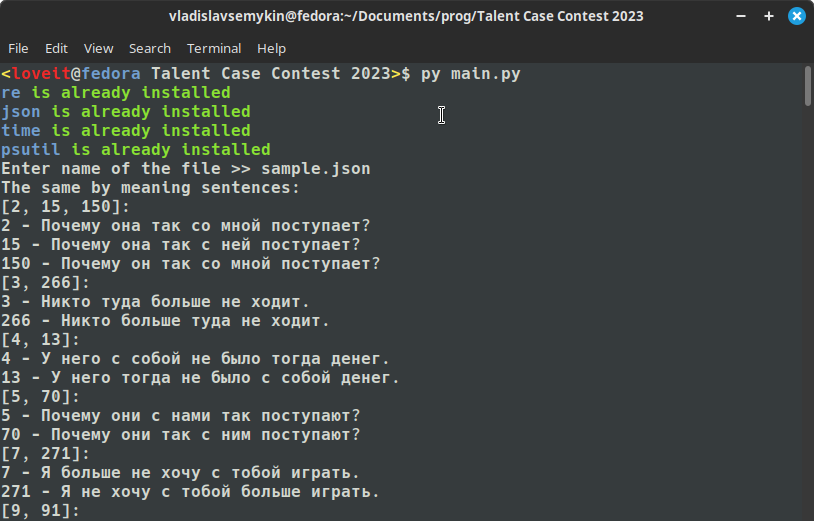 vladislavsemykin@fedora:~/Documents/prog/Talent Case Contest 2023
File Edit View Search Terminal Help
<loveit@fedora Talent Case Contest 2023>$ py main.py
re is already installed
json is already installed
time is already installed
psutil is already installed
Enter name of the file >> sample.json
The same by meaning sentences:
[2, 15, 150]:
2 - Почему она так со мной поступает?
15 - Почему она так с ней поступает?
150 - Почему он так со мной поступает?
[3, 266]:
3 - Никто туда больше не ходит.
266 - Никто больше туда не ходит.
[4, 13]:
4 - У него с собой не было тогда денег.
13 - У него тогда не было с собой денег.
[5, 70]:
5 - Почему они с нами так поступают?
70 - Почему они так с ним поступают?
[7, 271]:
7 - Я больше не хочу с тобой играть.
271 - Я не хочу с тобой больше играть.
[9, 91]: